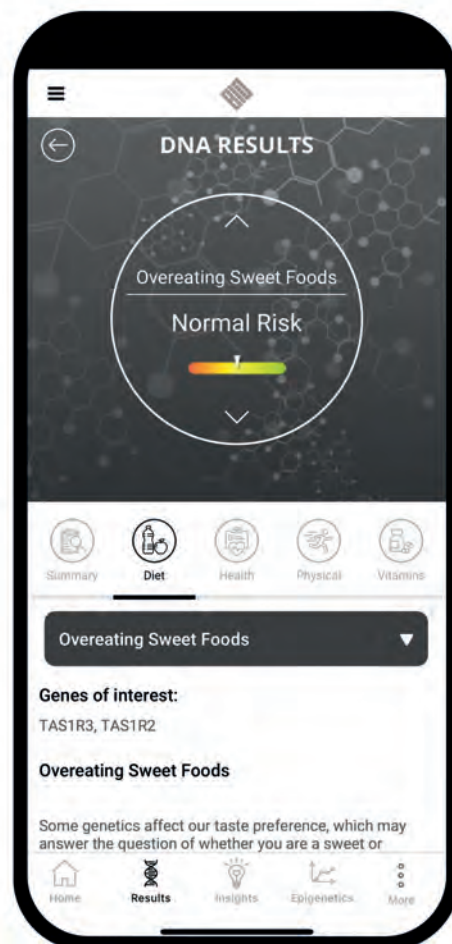 DNA RESULTS
Overeating Sweet Foods
Normal Risk
Summary
Diet
Health
Physical
Vitamins
Overeating Sweet Foods
Genes of interest:
TAS1R3, TAS1R2
Overeating Sweet Foods
Some genetics affect our taste preference, which may
answer the question of whether you are a sweet or
Home
Results
Insights
Epigenetics
More